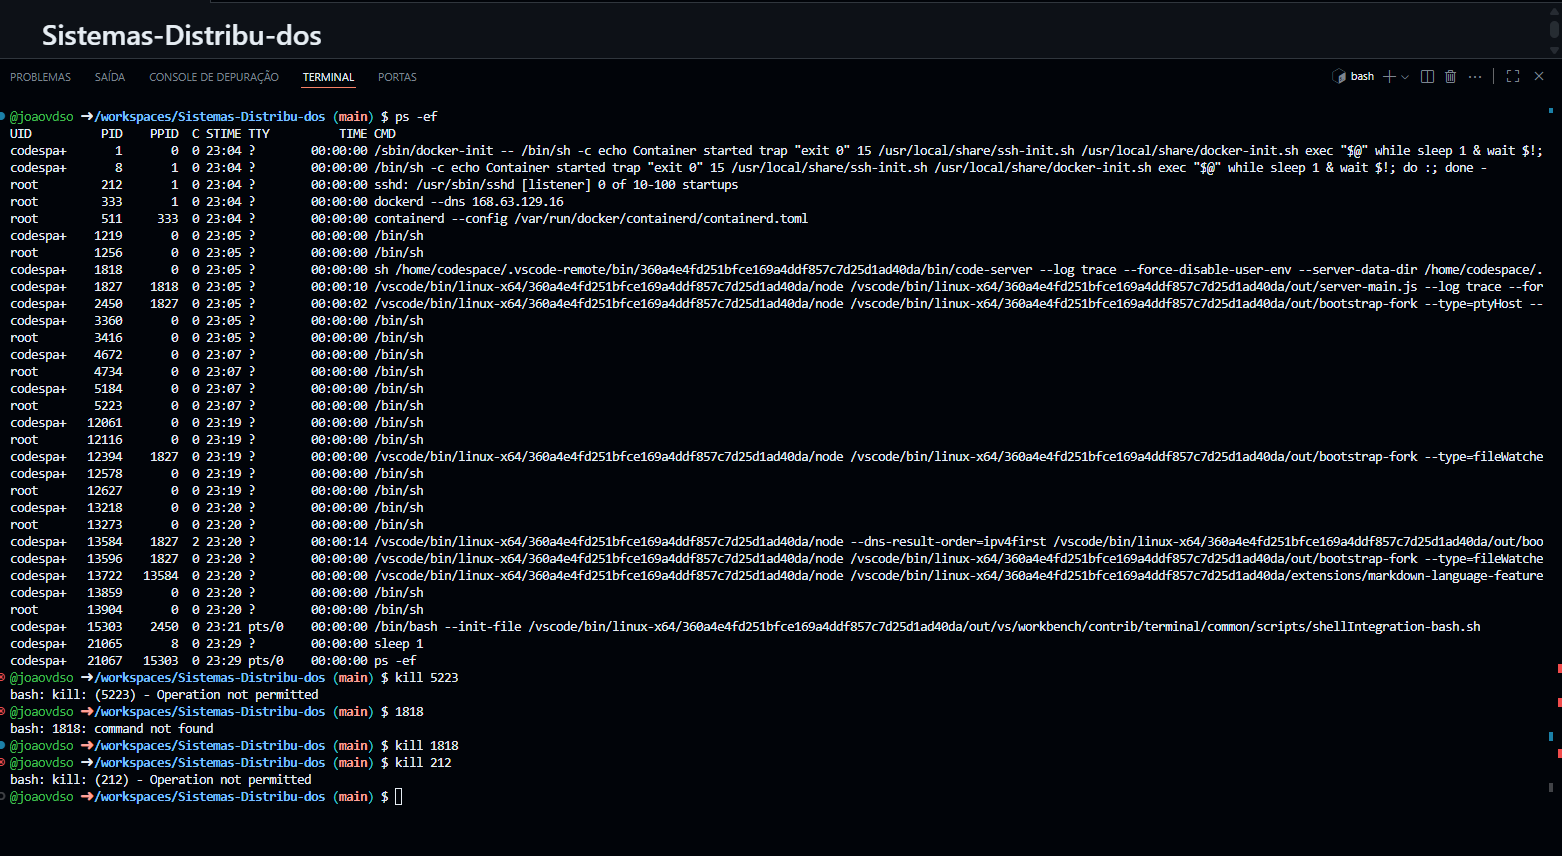 Sistemas-Distribu-dos
PROBLEMAS SAÍDA CONSOLE DE DEPURAÇÃO TERMINAL PORTAS bash
@joaovdso ➜/workspaces/Sistemas-Distribu-dos (main) $ ps -ef
UID PID PPID C STIME TTY TIME CMD
codespa+ 1 0 0 23:04 ? 00:00:00 /sbin/docker-init -- /bin/sh -c echo Container started trap "exit 0" 15 /usr/local/share/ssh-init.sh /usr/local/share/docker-init.sh exec "$@" while sleep 1 & wait $!;
codespa+ 8 1 0 23:04 ? 00:00:00 /bin/sh -c echo Container started trap "exit 0" 15 /usr/local/share/ssh-init.sh /usr/local/share/docker-init.sh exec "$@" while sleep 1 & wait $!; do :; done -
root 212 1 0 23:04 ? 00:00:00 sshd: /usr/sbin/sshd [listener] 0 of 10-100 startups
root 333 1 0 23:04 ? 00:00:00 dockerd --dns 168.63.129.16
root 511 333 0 23:04 ? 00:00:00 containerd --config /var/run/docker/containerd/containerd.toml
codespa+ 1219 0 0 23:05 ? 00:00:00 /bin/sh
root 1256 0 0 23:05 ? 00:00:00 /bin/sh
codespa+ 1818 0 0 23:05 ? 00:00:00 sh /home/codespace/.vscode-remote/bin/360a4e4fd251bfce169a4ddf857c7d25d1ad40da/bin/code-server --log trace --force-disable-user-env --server-data-dir /home/codespace/.
codespa+ 1827 1818 0 23:05 ? 00:00:10 /vscode/bin/linux-x64/360a4e4fd251bfce169a4ddf857c7d25d1ad40da/node /vscode/bin/linux-x64/360a4e4fd251bfce169a4ddf857c7d25d1ad40da/out/server-main.js --log trace --for
codespa+ 2450 1827 0 23:05 ? 00:00:02 /vscode/bin/linux-x64/360a4e4fd251bfce169a4ddf857c7d25d1ad40da/node /vscode/bin/linux-x64/360a4e4fd251bfce169a4ddf857c7d25d1ad40da/out/bootstrap-fork --type=ptyHost --
codespa+ 3360 0 0 23:05 ? 00:00:00 /bin/sh
root 3416 0 0 23:05 ? 00:00:00 /bin/sh
codespa+ 4672 0 0 23:07 ? 00:00:00 /bin/sh
root 4734 0 0 23:07 ? 00:00:00 /bin/sh
codespa+ 5184 0 0 23:07 ? 00:00:00 /bin/sh
root 5223 0 0 23:07 ? 00:00:00 /bin/sh
codespa+ 12061 0 0 23:19 ? 00:00:00 /bin/sh
root 12116 0 0 23:19 ? 00:00:00 /bin/sh
codespa+ 12394 1827 0 23:19 ? 00:00:00 /vscode/bin/linux-x64/360a4e4fd251bfce169a4ddf857c7d25d1ad40da/node /vscode/bin/linux-x64/360a4e4fd251bfce169a4ddf857c7d25d1ad40da/out/bootstrap-fork --type=fileWatche
codespa+ 12578 0 0 23:19 ? 00:00:00 /bin/sh
root 12627 0 0 23:19 ? 00:00:00 /bin/sh
codespa+ 13218 0 0 23:20 ? 00:00:00 /bin/sh
root 13273 0 0 23:20 ? 00:00:00 /bin/sh
codespa+ 13584 1827 2 23:20 ? 00:00:14 /vscode/bin/linux-x64/360a4e4fd251bfce169a4ddf857c7d25d1ad40da/node --dns-result-order=ipv4first /vscode/bin/linux-x64/360a4e4fd251bfce169a4ddf857c7d25d1ad40da/out/boo
codespa+ 13596 1827 0 23:20 ? 00:00:00 /vscode/bin/linux-x64/360a4e4fd251bfce169a4ddf857c7d25d1ad40da/node /vscode/bin/linux-x64/360a4e4fd251bfce169a4ddf857c7d25d1ad40da/out/bootstrap-fork --type=fileWatche
codespa+ 13722 13584 0 23:20 ? 00:00:00 /vscode/bin/linux-x64/360a4e4fd251bfce169a4ddf857c7d25d1ad40da/node /vscode/bin/linux-x64/360a4e4fd251bfce169a4ddf857c7d25d1ad40da/extensions/markdown-language-feature
codespa+ 13859 0 0 23:20 ? 00:00:00 /bin/sh
root 13904 0 0 23:20 ? 00:00:00 /bin/sh
codespa+ 15303 2450 0 23:21 pts/0 00:00:00 /bin/bash --init-file /vscode/bin/linux-x64/360a4e4fd251bfce169a4ddf857c7d25d1ad40da/out/vs/workbench/contrib/terminal/common/scripts/shellIntegration-bash.sh
codespa+ 21065 8 0 23:29 ? 00:00:00 sleep 1
codespa+ 21067 15303 0 23:29 pts/0 00:00:00 ps -ef
@joaovdso ➜/workspaces/Sistemas-Distribu-dos (main) $ kill 5223
bash: kill: (5223) - Operation not permitted
@joaovdso ➜/workspaces/Sistemas-Distribu-dos (main) $ 1818
bash: 1818: command not found
@joaovdso ➜/workspaces/Sistemas-Distribu-dos (main) $ kill 1818
@joaovdso ➜/workspaces/Sistemas-Distribu-dos (main) $ kill 212
bash: kill: (212) - Operation not permitted
@joaovdso ➜/workspaces/Sistemas-Distribu-dos (main) $